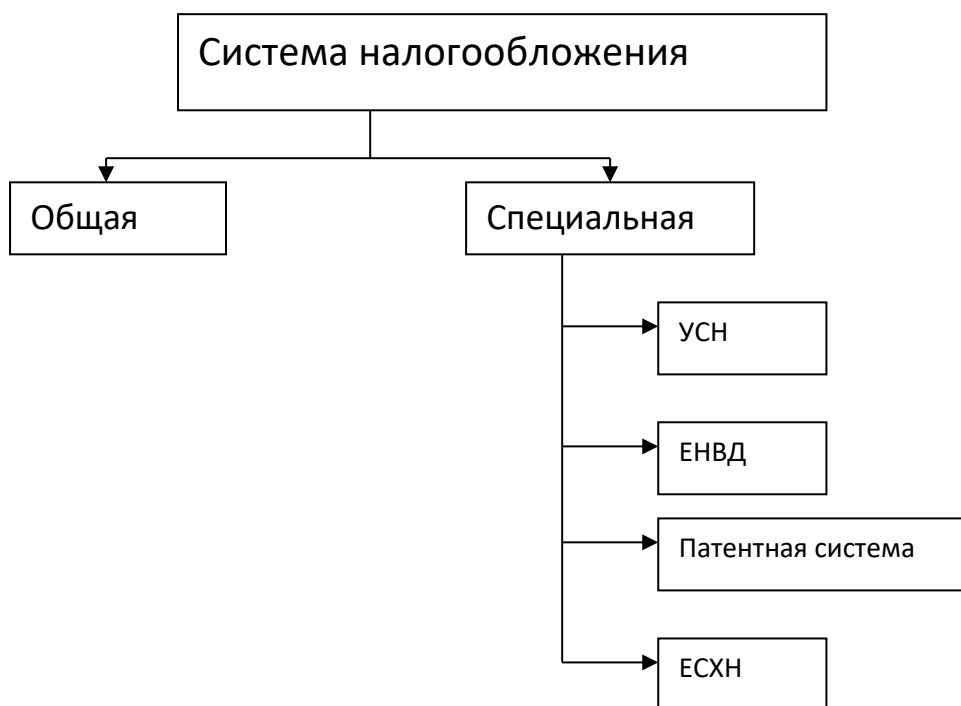 Система налогообложения
Общая
Специальная
УСН
ЕНВД
Патентная система
ЕСХН